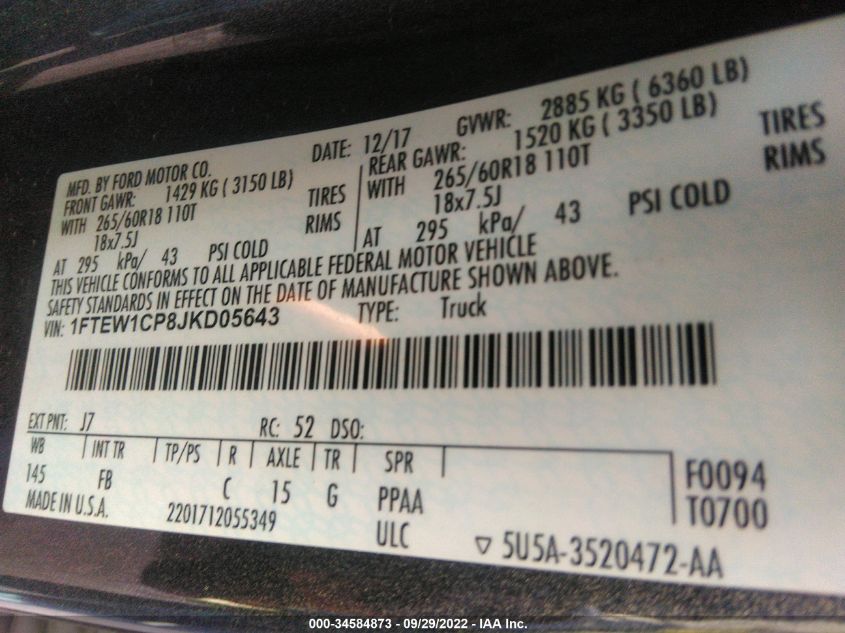 MFD. BY FORD MOTOR CO. DATE: 12/17 GVWR: 2885 KG ( 6360 LB)
FRONT GAWR: 1429 KG ( 3150 LB) REAR GAWR: 1520 KG ( 3350 LB)
WITH 265/60R18 110T TIRES WITH 265/60R18 110T TIRES
18x7.5J RIMS 18x7.5J RIMS
AT 295 kPa/ 43 PSI COLD AT 295 kPa/ 43 PSI COLD
THIS VEHICLE CONFORMS TO ALL APPLICABLE FEDERAL MOTOR VEHICLE
SAFETY STANDARDS IN EFFECT ON THE DATE OF MANUFACTURE SHOWN ABOVE.
VIN: 1FTEW1CP8JKD05643 TYPE: Truck
EXT PNT: J7 RC: 52 DSO:
WB INT TR TP/PS R AXLE TR SPR
145 FB C 15 G PPAA F0094
MADE IN U.S.A. 2201712055349 ULC T0700
▽ 5U5A-3520472-AA
000-34584873 - 09/29/2022 - IAA Inc.